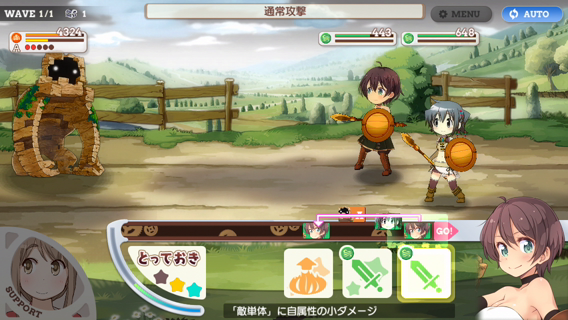 WAVE 1/1 1
通常攻撃
MENU
AUTO
4324
A
443
648
GO!
とっておき
SUPPORT
「敵単体」に自属性の小ダメージ